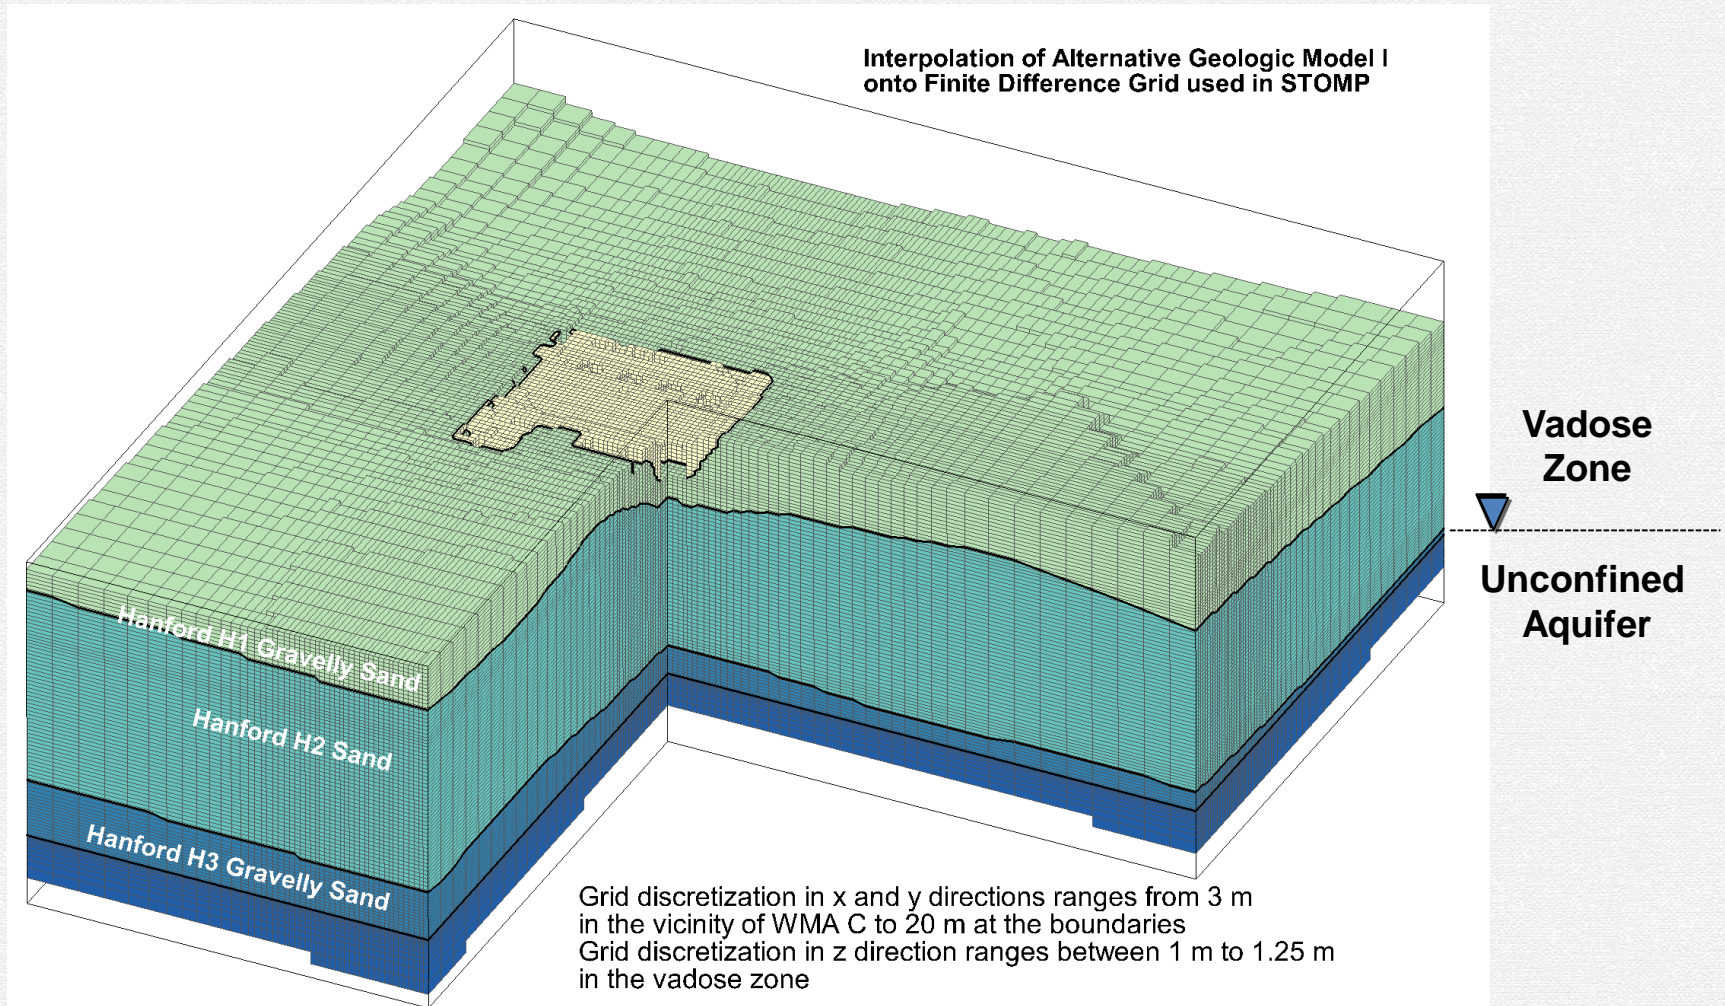 Interpolation of Alternative Geologic Model I
onto Finite Difference Grid used in STOMP
Vadose
Zone
Unconfined
Aquifer
Hanford H1 Gravelly Sand
Hanford H2 Sand
Hanford H3 Gravelly Sand
Grid discretization in x and y directions ranges from 3 m
in the vicinity of WMA C to 20 m at the boundaries
Grid discretization in z direction ranges between 1 m to 1.25 m
in the vadose zone